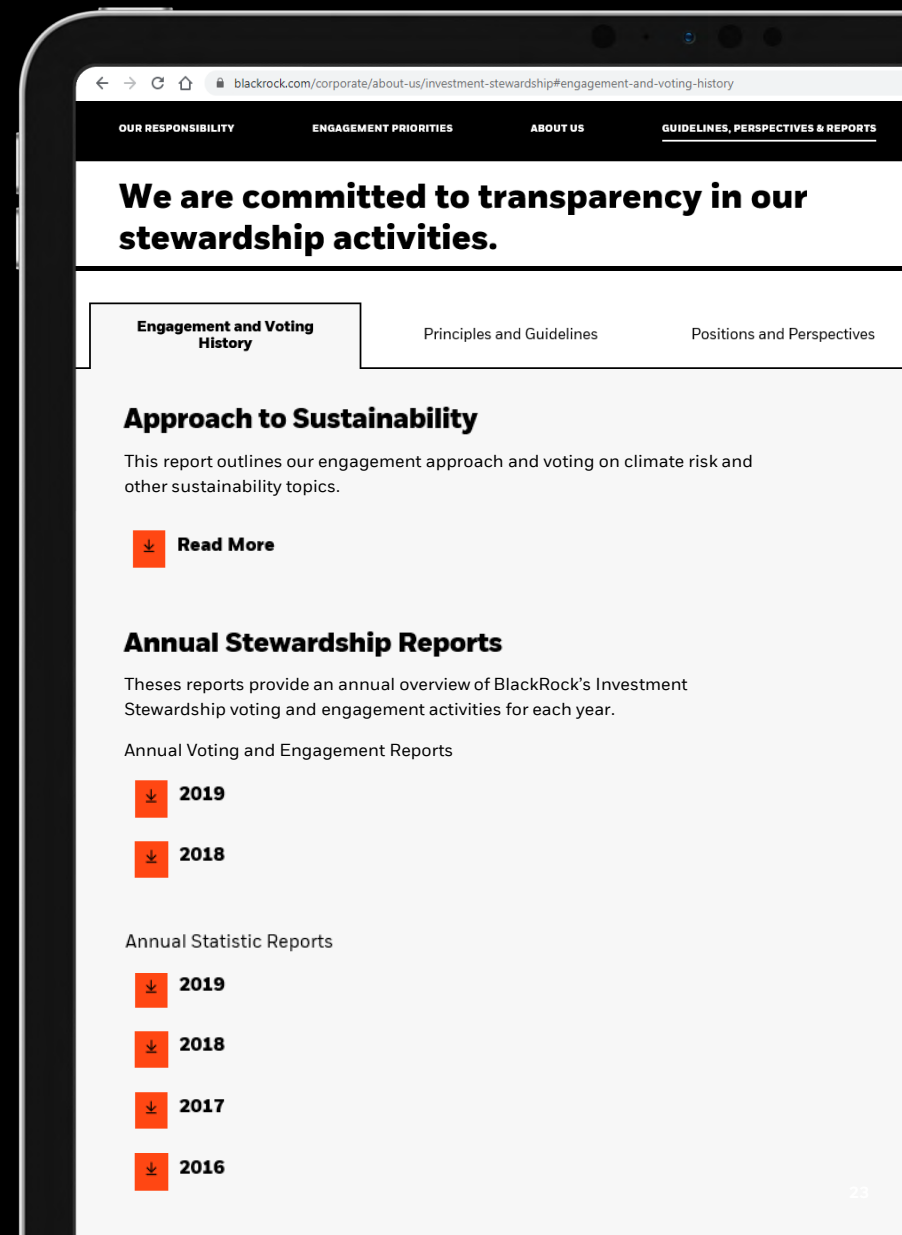 blackrock.com/corporate/about-us/investment-stewardship#engagement-and-voting-history
OUR RESPONSIBILITY ENGAGEMENT PRIORITIES ABOUT US GUIDELINES, PERSPECTIVES & REPORTS
We are committed to transparency in our
stewardship activities.
Engagement and Voting
History
Principles and Guidelines
Positions and Perspectives
Approach to Sustainability
This report outlines our engagement approach and voting on climate risk and
other sustainability topics.
Read More
Annual Stewardship Reports
Theses reports provide an annual overview of BlackRock’s Investment
Stewardship voting and engagement activities for each year.
Annual Voting and Engagement Reports
2019
2018
Annual Statistic Reports
2019
2018
2017
2016
23